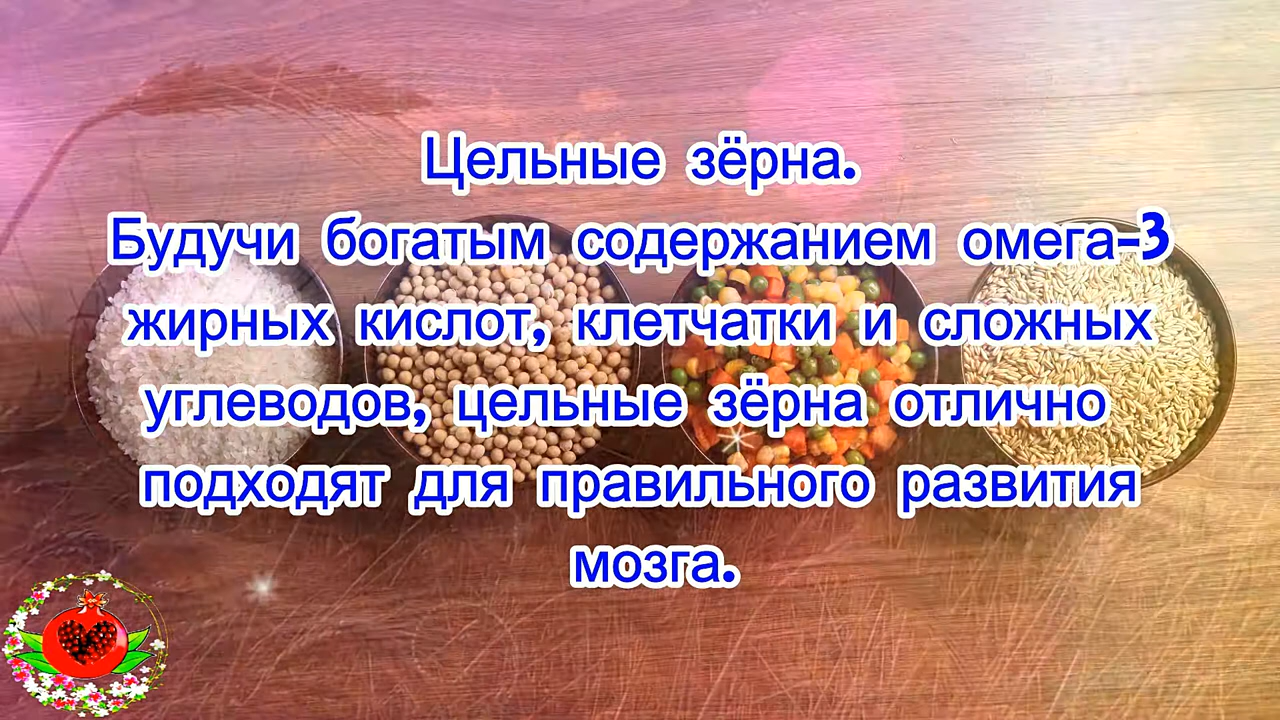 Цельные зёрна.
Будучи богатым содержанием омега-3
жирных кислот, клетчатки и сложных
углеводов, цельные зёрна отлично
подходят для правильного развития
мозга.